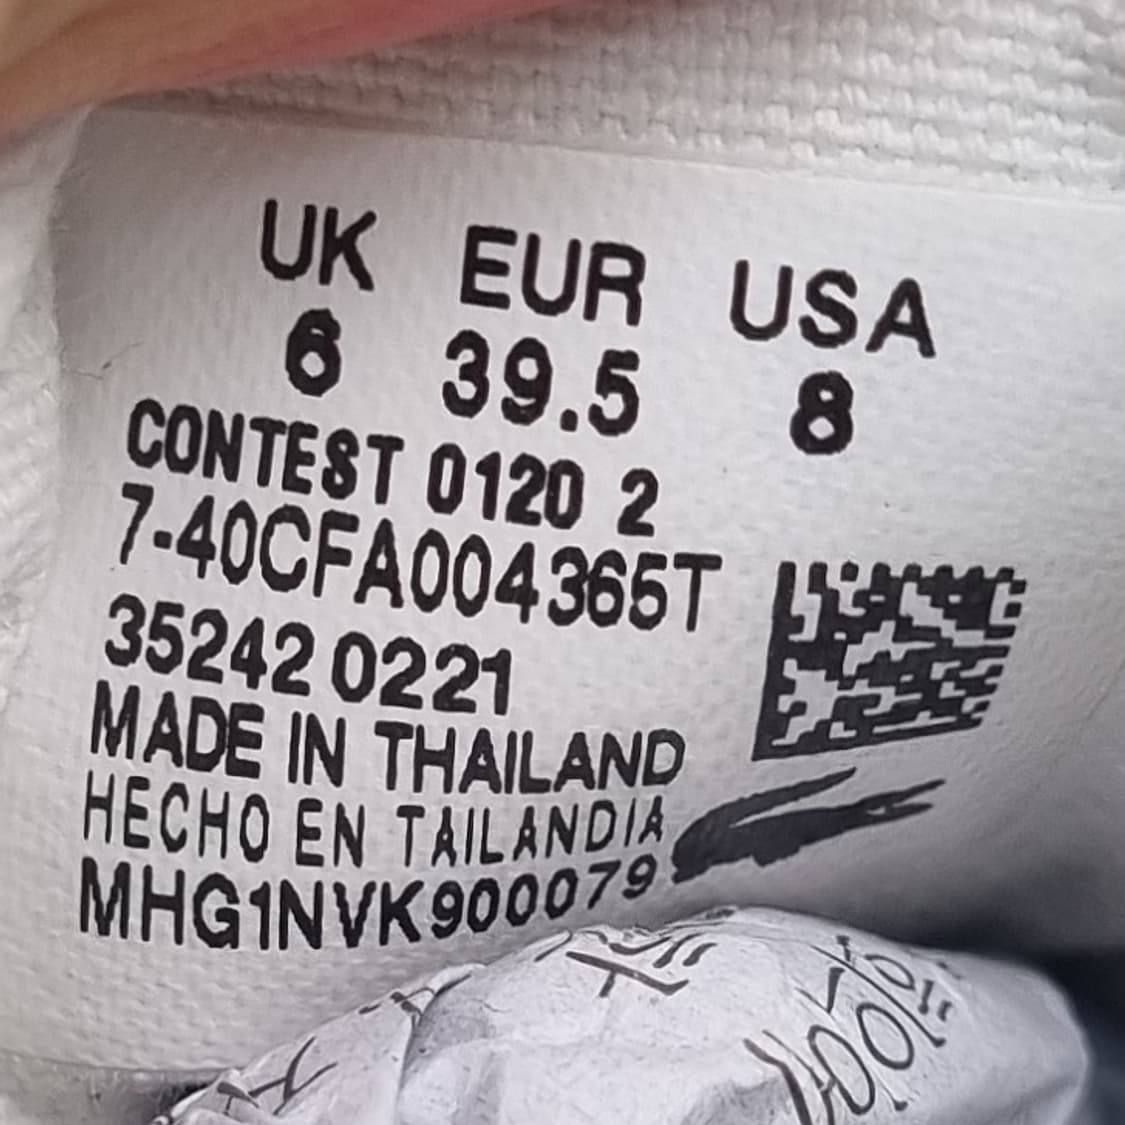 UK EUR USA
6 39.5 8
CONTEST 0120 2
7-40CFA004365T
35242 0221
MADE IN THAILAND
HECHO EN TAILANDIA
MHG1NVK900079